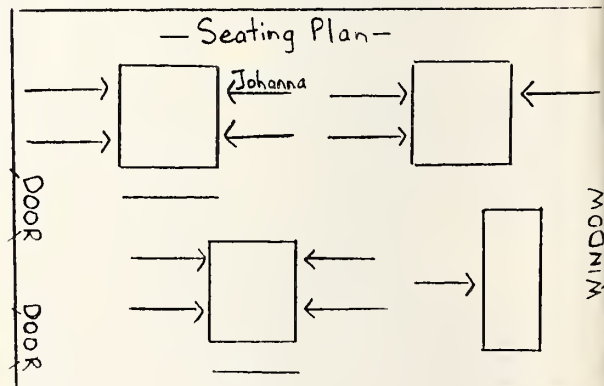 — Seating Plan —
Johanna
DOOR
WINDOW
DOOR